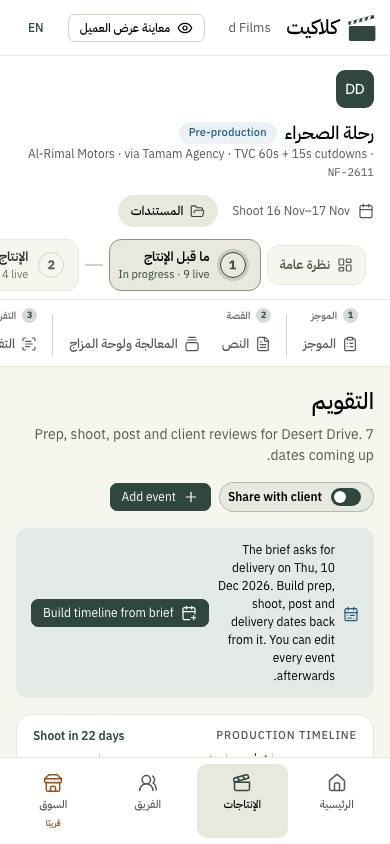 كلاكيت
d Films
معاينة عرض العميل
EN
DD
رحلة الصحراء
Pre-production
Al-Rimal Motors · via Tamam Agency · TVC 60s + 15s cutdowns ·
NF-2611
Shoot 16 Nov–17 Nov
المستندات
نظرة عامة
1
ما قبل الإنتاج
In progress · 9 live
2
الإنتاج
4 live
1 الموجز
2 القصة
3
الموجز
النص
المعالجة ولوحة المزاج
التقويم
Prep, shoot, post and client reviews for Desert Drive. 7
dates coming up.
Share with client
Add event
The brief asks for
delivery on Thu, 10
Dec 2026. Build prep,
shoot, post and
delivery dates back
from it. You can edit
every event
afterwards.
Build timeline from brief
PRODUCTION TIMELINE
Shoot in 22 days
الرئيسية
الإنتاجات
الفريق
السوق
قريبًا